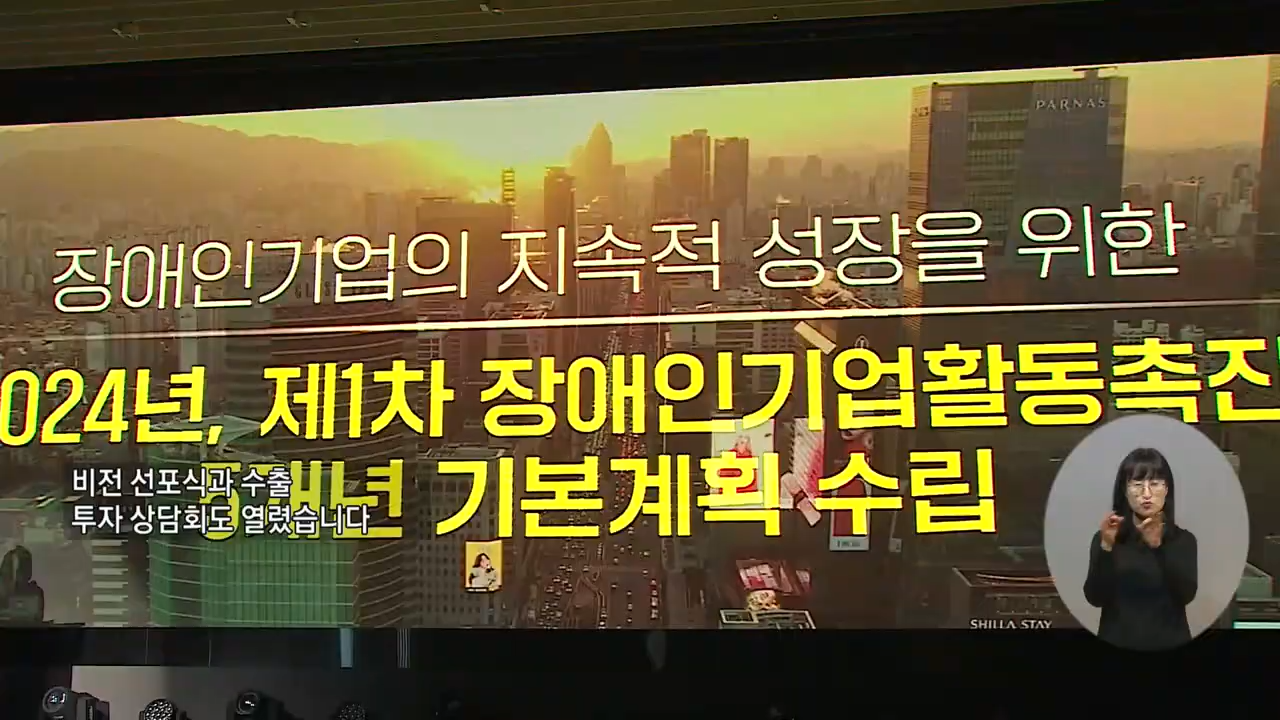 PARNAS
장애인기업의 지속적 성장을 위한
024년, 제1차 장애인기업활동촉진
개년 기본계획 수립
비전 선포식과 수출
투자 상담회도 열렸습니다
SHILLA STAY